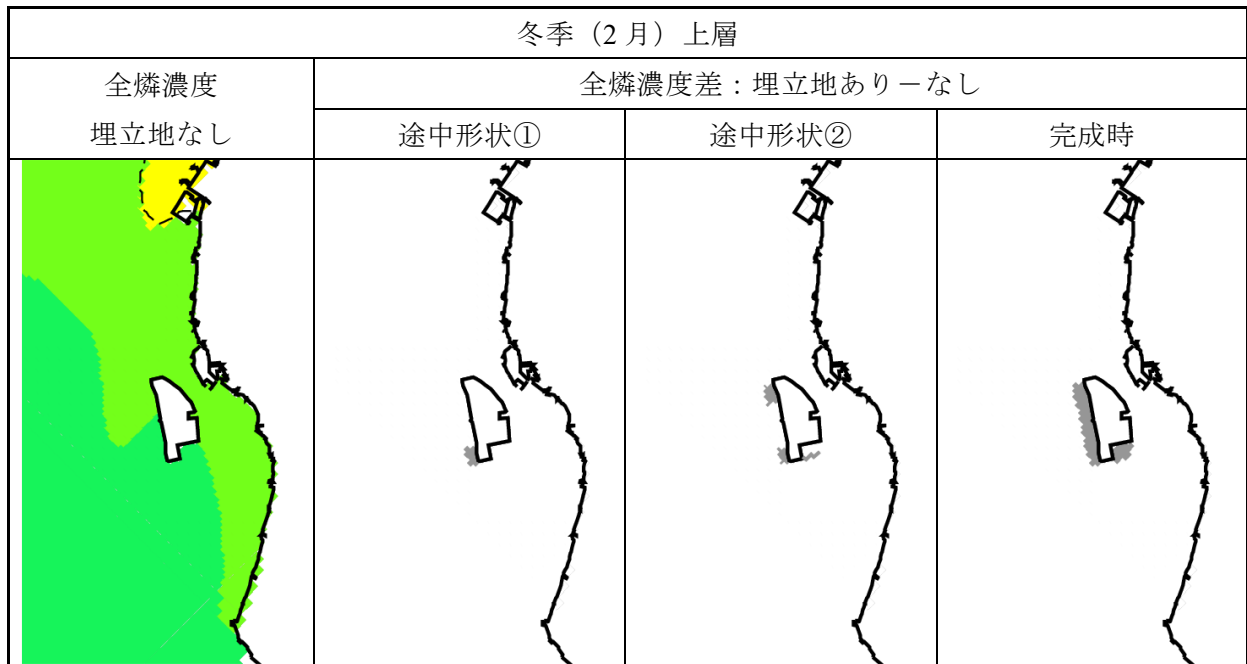 冬季（2月）上層
全燐濃度
埋立地なし
全燐濃度差：埋立地あり－なし
途中形状①
途中形状②
完成時